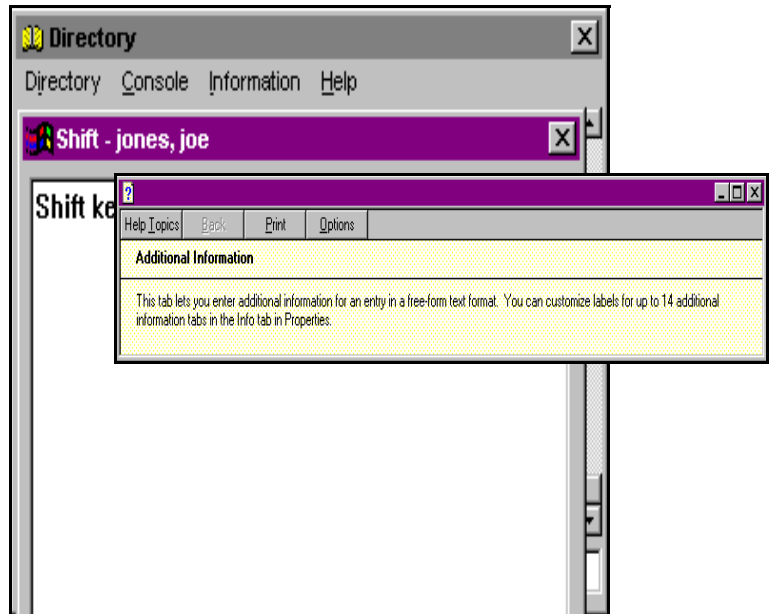 Directory
Directory Console Information Help
Shift - jones, joe
Shift ke
Help Topics Back Print Options
Additional Information
This tab lets you enter additional information for an entry in a free-form text format. You can customize labels for up to 14 additional
information tabs in the Info tab in Properties.